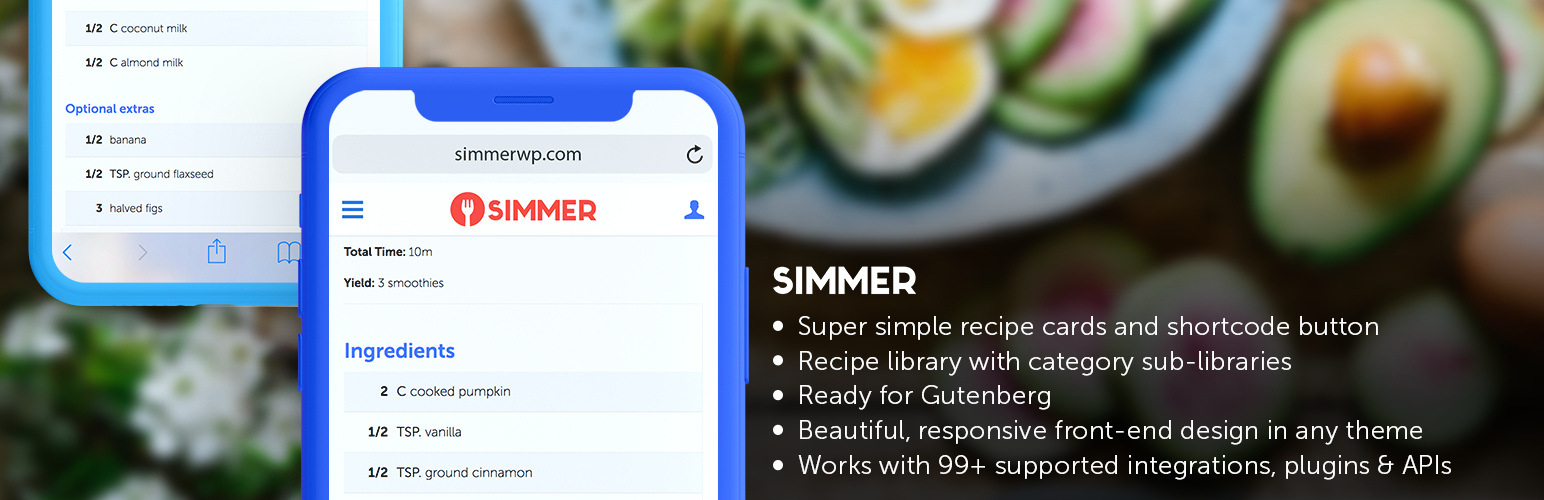 1/2 C coconut milk
1/2 C almond milk
Optional extras
1/2 banana
1/2 TSP. ground flaxseed
3 halved figs
simmerwp.com
SIMMER
Total Time: 10m
Yield: 3 smoothies
Ingredients
2 C cooked pumpkin
1/2 TSP. vanilla
1/2 TSP. ground cinnamon
SIMMER
• Super simple recipe cards and shortcode button
• Recipe library with category sub-libraries
• Ready for Gutenberg
• Beautiful, responsive front-end design in any theme
• Works with 99+ supported integrations, plugins & APIs